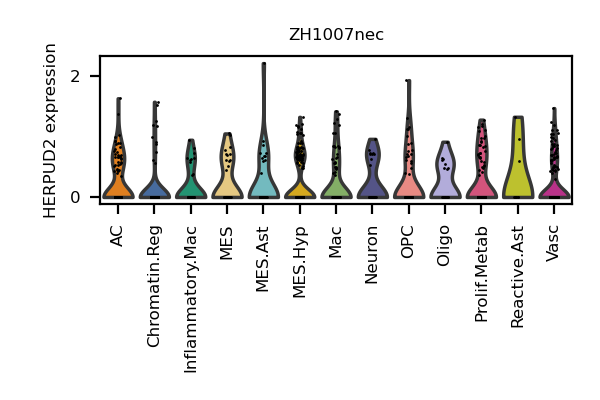 ZH1007nec
HERPUD2 expression
2
0
AC
Chromatin.Reg
Inflammatory.Mac
MES
MES.Ast
MES.Hyp
Mac
Neuron
OPC
Oligo
Prolif.Metab
Reactive.Ast
Vasc